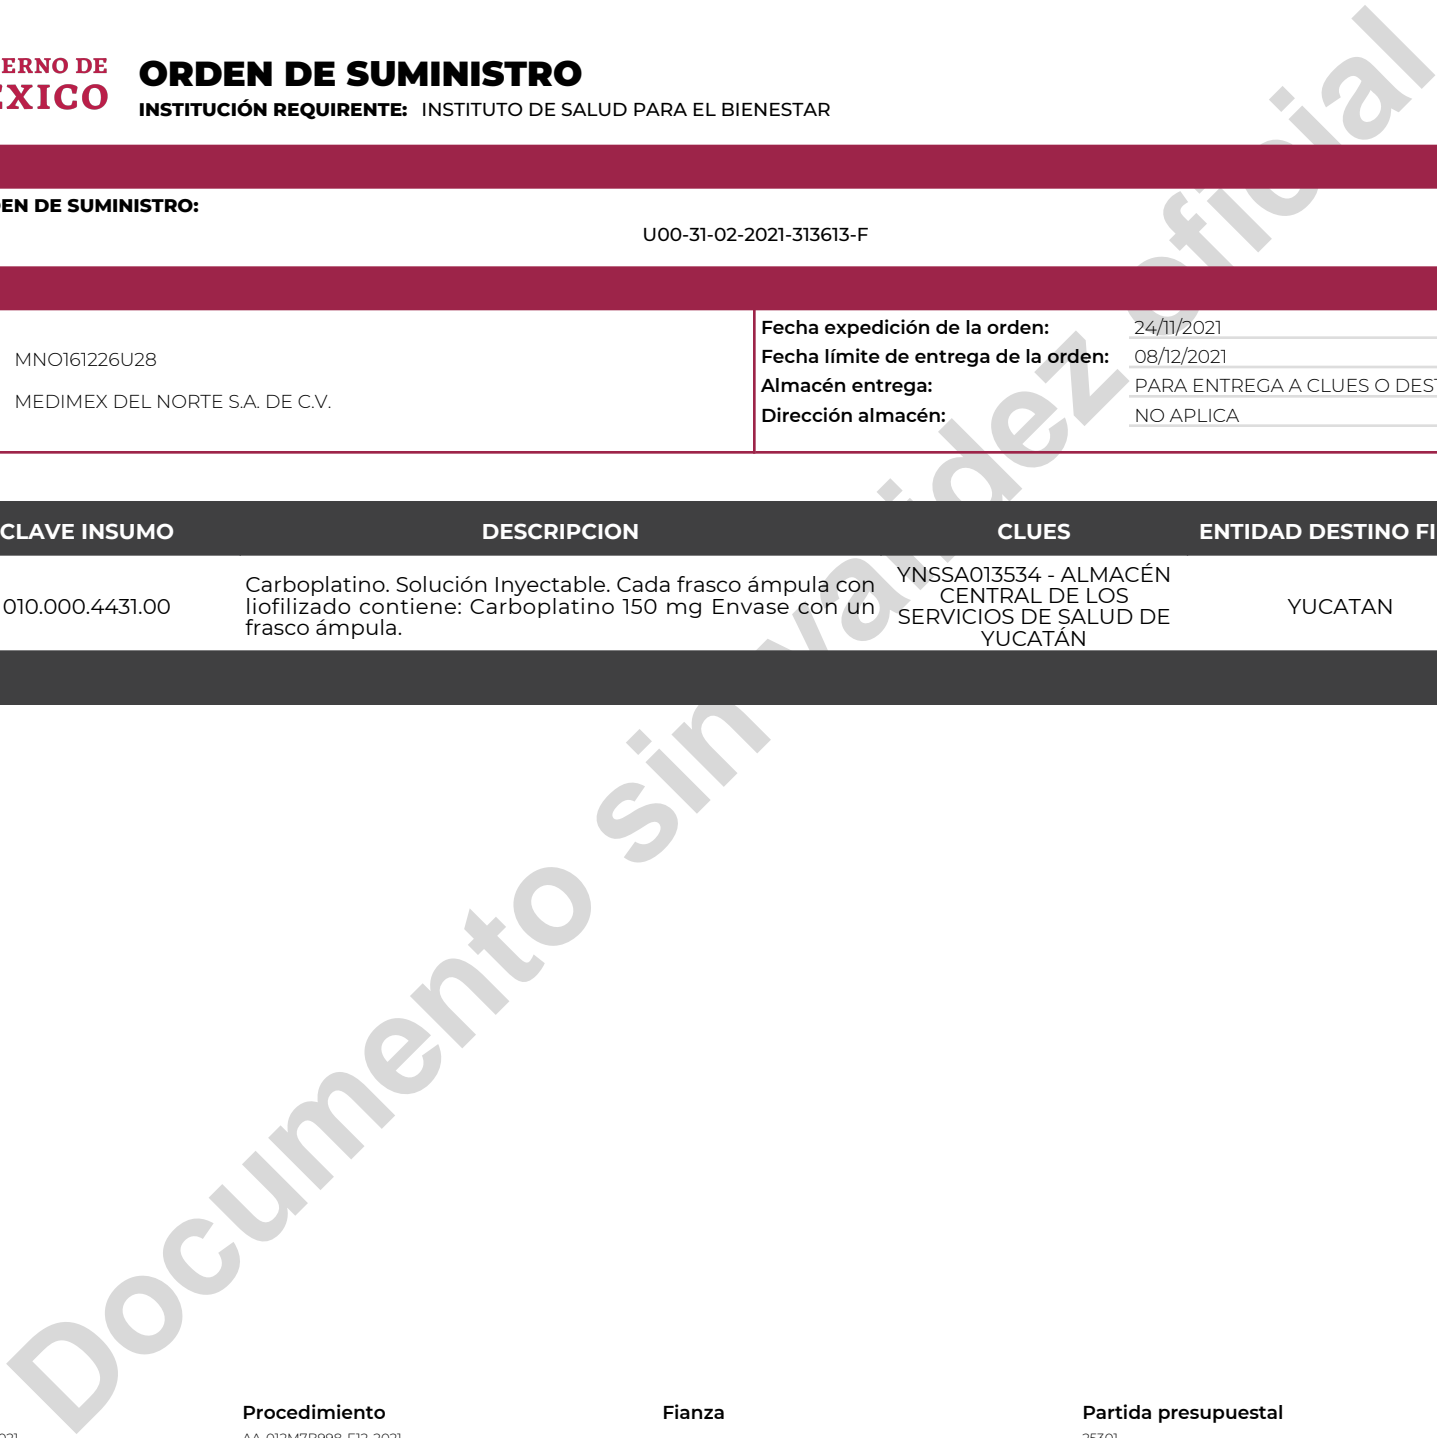 ERNO DE
ORDEN DE SUMINISTRO
INSTITUCIÓN REQUIRENTE: INSTITUTO DE SALUD PARA EL BIENESTAR
EN DE SUMINISTRO:
U00-31-02-2021-313613-F
MNO161226U28
MEDIMEX DEL NORTE S.A. DE C.V.
Fecha expedición de la orden: 24/11/2021
Fecha límite de entrega de la orden: 08/12/2021
Almacén entrega: PARA ENTREGA A CLUES O DEST
Dirección almacén: NO APLICA
CLAVE INSUMO DESCRIPCION CLUES ENTIDAD DESTINO FI
010.000.4431.00
Carboplatino. Solución Inyectable. Cada frasco ámpula con
liofilizado contiene: Carboplatino 150 mg Envase con un
frasco ámpula.
YNSSA013534 - ALMACÉN
CENTRAL DE LOS
SERVICIOS DE SALUD DE
YUCATÁN
YUCATAN
Procedimiento Fianza Partida presupuestal
Documento sin validez oficial